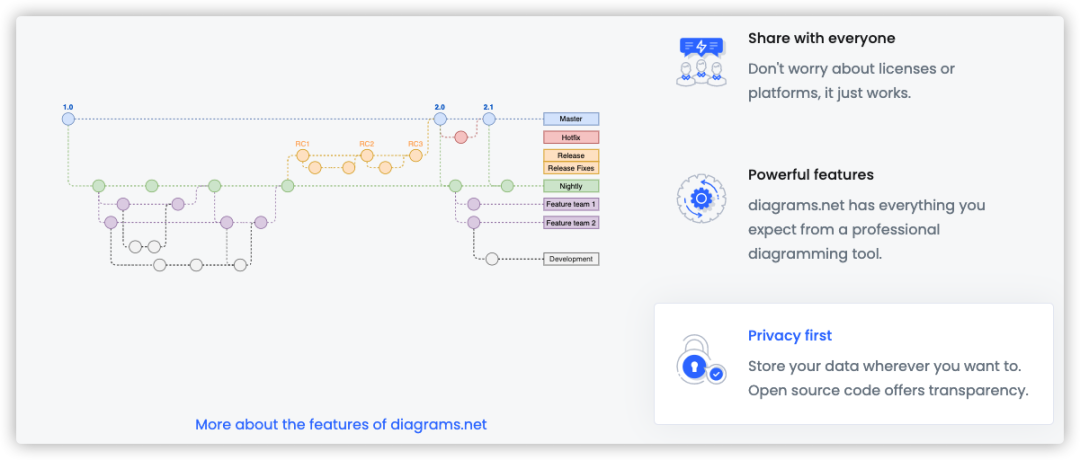 1.0
2.0
2.1
Master
Hotfix
RC1
RC2
RC3
Release
Release Fixes
Nightly
Feature team 1
Feature team 2
Development
More about the features of diagrams.net
Share with everyone
Don't worry about licenses or
platforms, it just works.
Powerful features
diagrams.net has everything you
expect from a professional
diagramming tool.
Privacy first
Store your data wherever you want to.
Open source code offers transparency.